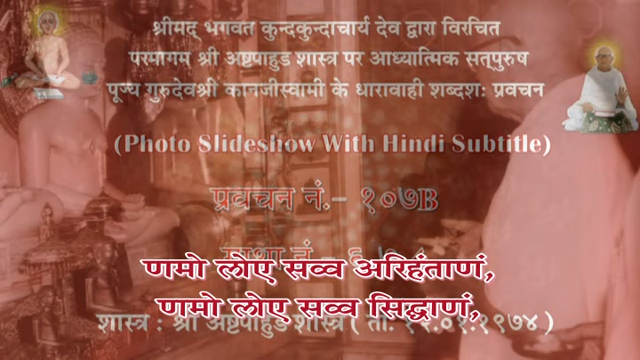 श्रीमद् भगवत कुन्दकुन्दाचार्य देव द्वारा विरचित
परमागम श्री अष्टपाहुड शास्त्र पर आध्यात्मिक सत्पुरुष
पूज्य गुरुदेवश्री कानजीस्वामी के धारावाही शब्दशः प्रवचन
(Photo Slideshow With Hindi Subtitle)
प्रवचन नं.- १०७B
णमो लोए सव्व अरिहंताणं,
णमो लोए सव्व सिद्धाणं,
शास्त्र : श्री अष्टपाहुड शास्त्र ( ता: १९७४ )